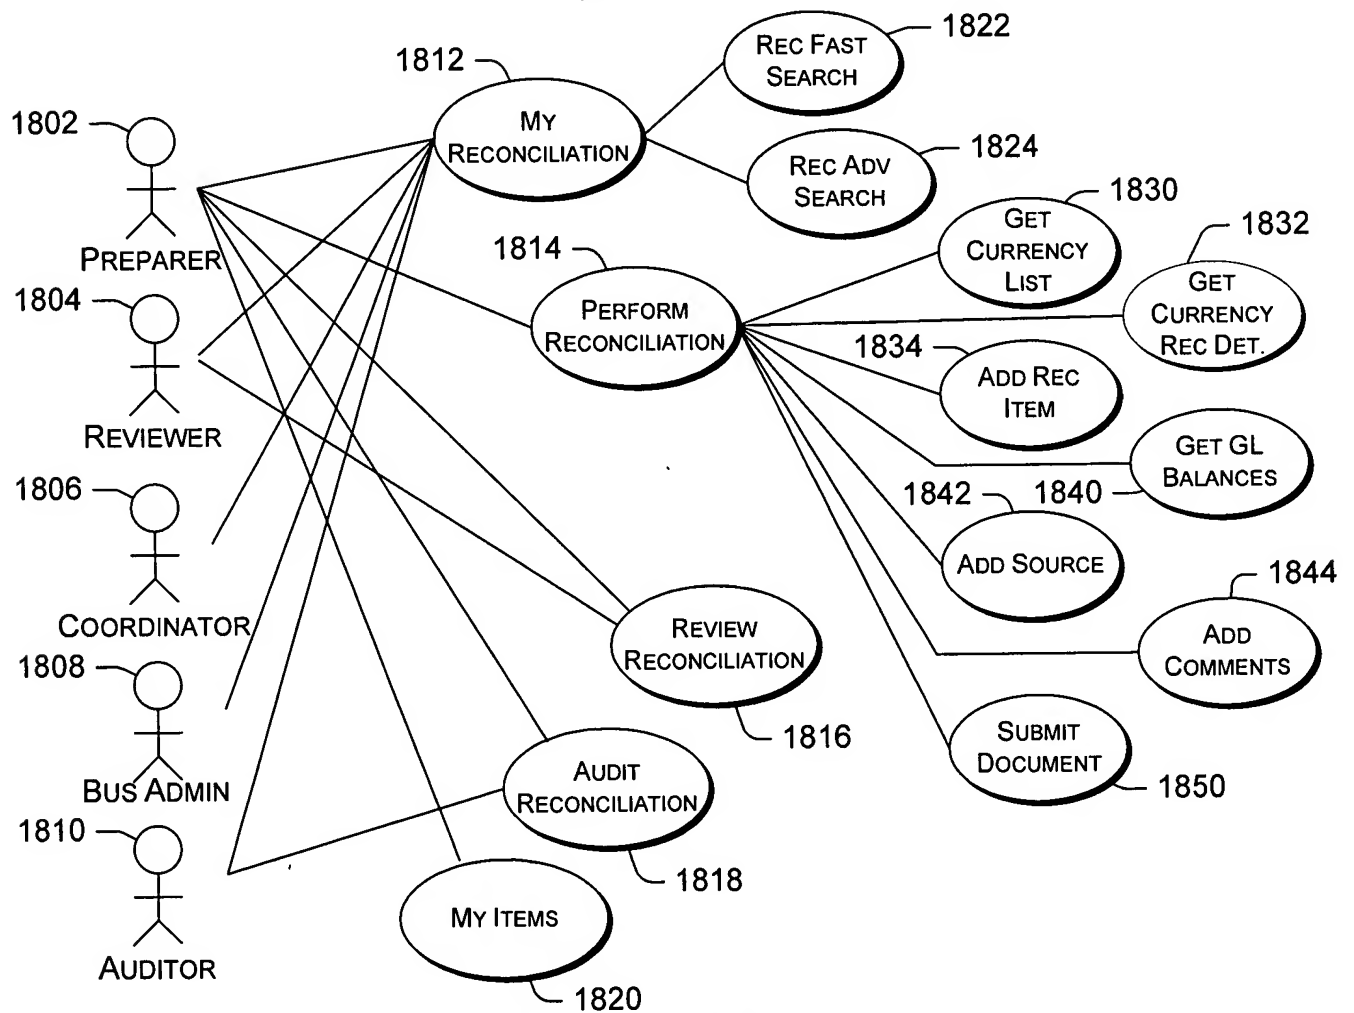 1822
REC FAST
SEARCH
1812
MY
RECONCILIATION
1802
PREPARER
REC ADV
SEARCH
1824
1830
GET
CURRENCY
LIST
1832
GET
CURRENCY
REC DET.
1814
PERFORM
RECONCILIATION
1804
REVIEWER
1834
ADD REC
ITEM
GET GL
BALANCES
1840
1806
COORDINATOR
1842
ADD SOURCE
1844
ADD
COMMENTS
REVIEW
RECONCILIATION
1816
1808
BUS ADMIN
SUBMIT
DOCUMENT
1850
AUDIT
RECONCILIATION
1818
1810
AUDITOR
MY ITEMS
1820